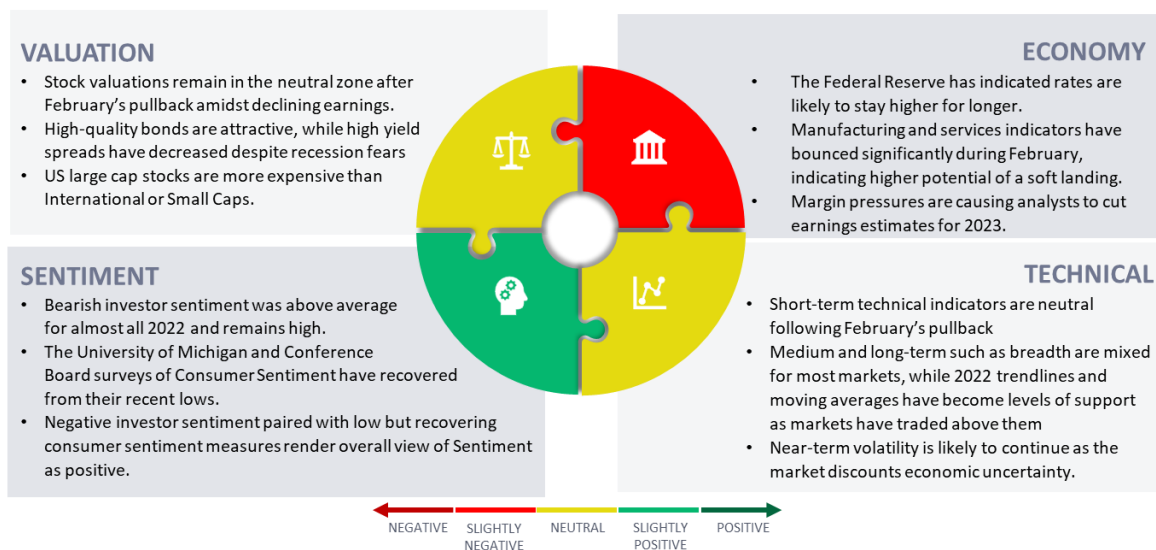 VALUATION
• Stock valuations remain in the neutral zone after
February's pullback amidst declining earnings.
• High-quality bonds are attractive, while high yield
spreads have decreased despite recession fears
• US large cap stocks are more expensive than
International or Small Caps.
ECONOMY
• The Federal Reserve has indicated rates are
likely to stay higher for longer.
• Manufacturing and services indicators have
bounced significantly during February,
indicating higher potential of a soft landing.
• Margin pressures are causing analysts to cut
earnings estimates for 2023.
SENTIMENT
• Bearish investor sentiment was above average
for almost all 2022 and remains high.
• The University of Michigan and Conference
Board surveys of Consumer Sentiment have recovered
from their recent lows.
• Negative investor sentiment paired with low but recovering
consumer sentiment measures render overall view of Sentiment
as positive.
TECHNICAL
• Short-term technical indicators are neutral
following February's pullback
• Medium and long-term such as breadth are mixed
for most markets, while 2022 trendlines and
moving averages have become levels of support
as markets have traded above them
• Near-term volatility is likely to continue as the
market discounts economic uncertainty.
NEGATIVE
SLIGHTLY
NEGATIVE
NEUTRAL
SLIGHTLY
POSITIVE
POSITIVE